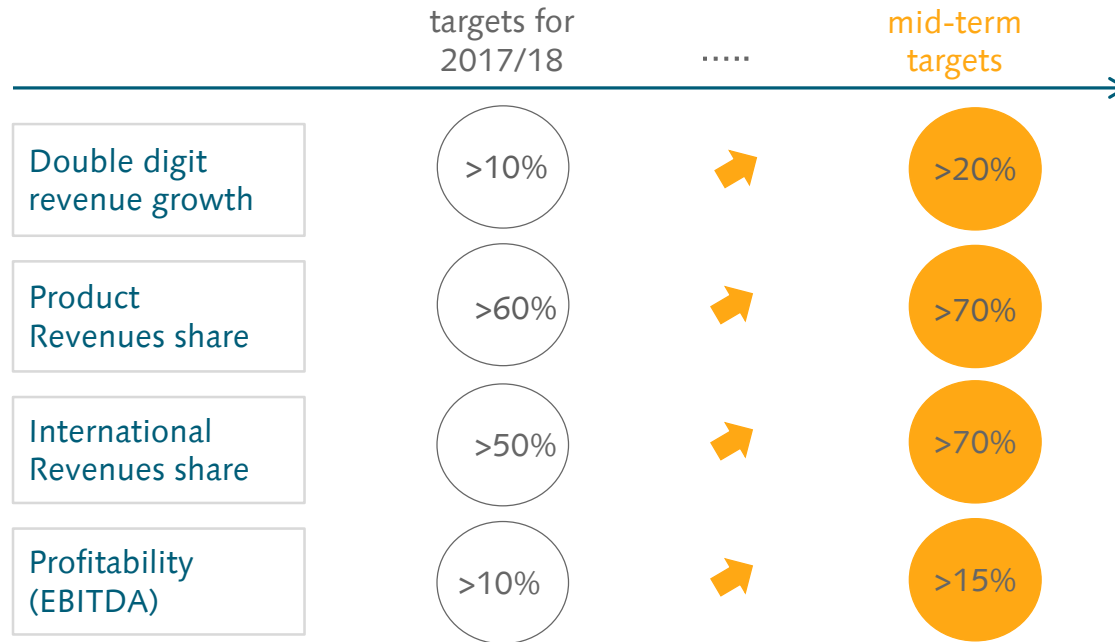 targets for
2017/18
.....
mid-term
targets
Double digit
revenue growth
>10%
>20%
Product
Revenues share
>60%
>70%
International
Revenues share
>50%
>70%
Profitability
(EBITDA)
>10%
>15%